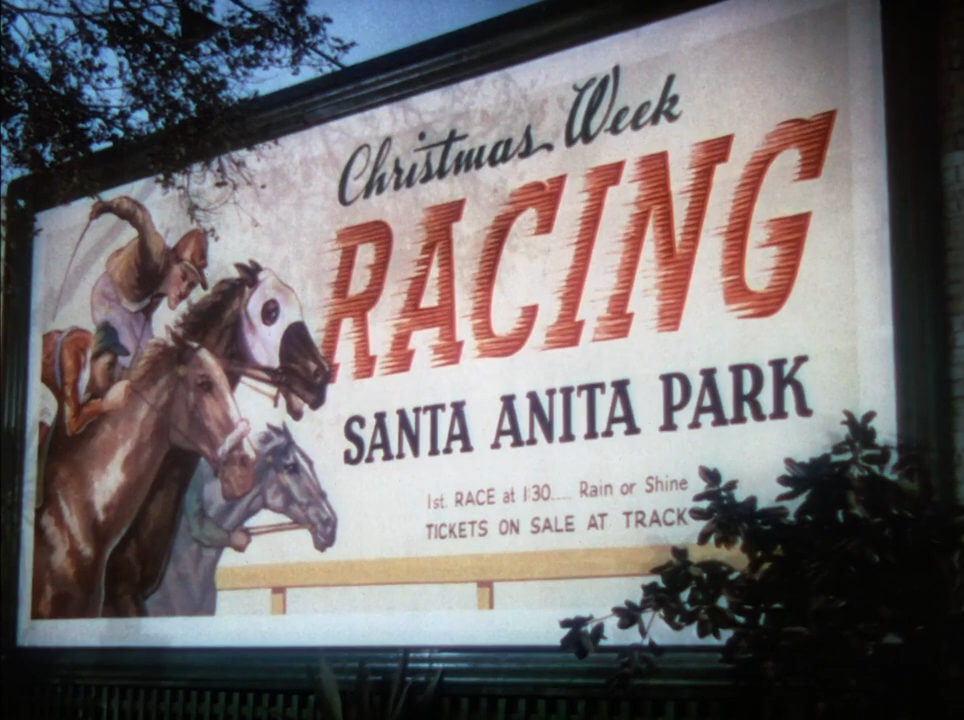 Christmas Week
RACING
SANTA ANITA PARK
1st. RACE at 1:30.... Rain or Shine
TICKETS ON SALE AT TRACK